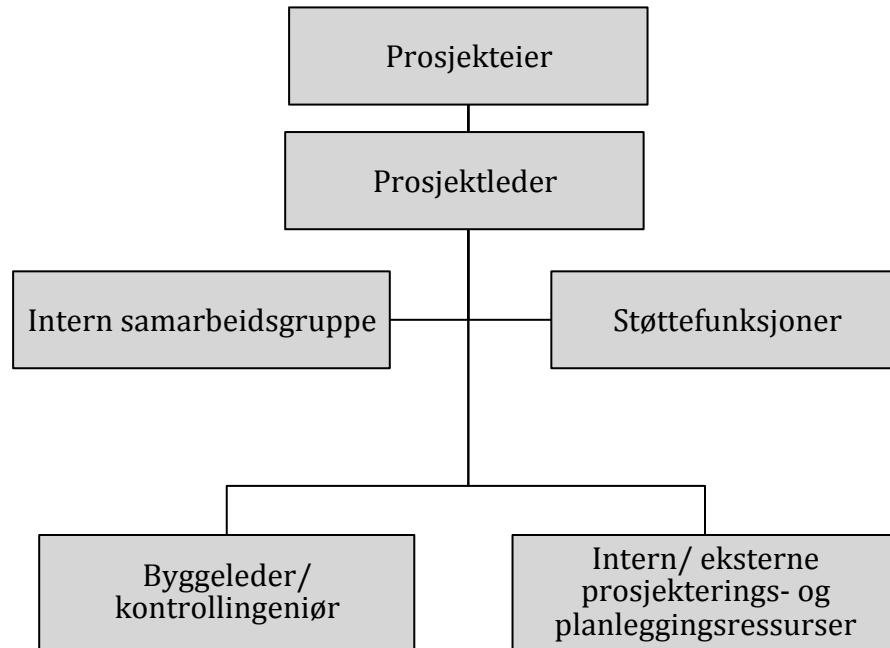 Prosjekteier
Prosjektleder
Intern samarbeidsgruppe
Støttefunksjoner
Byggeleder/
kontrollingeniør
Intern/ eksterne
prosjekterings- og
planleggingsressurser